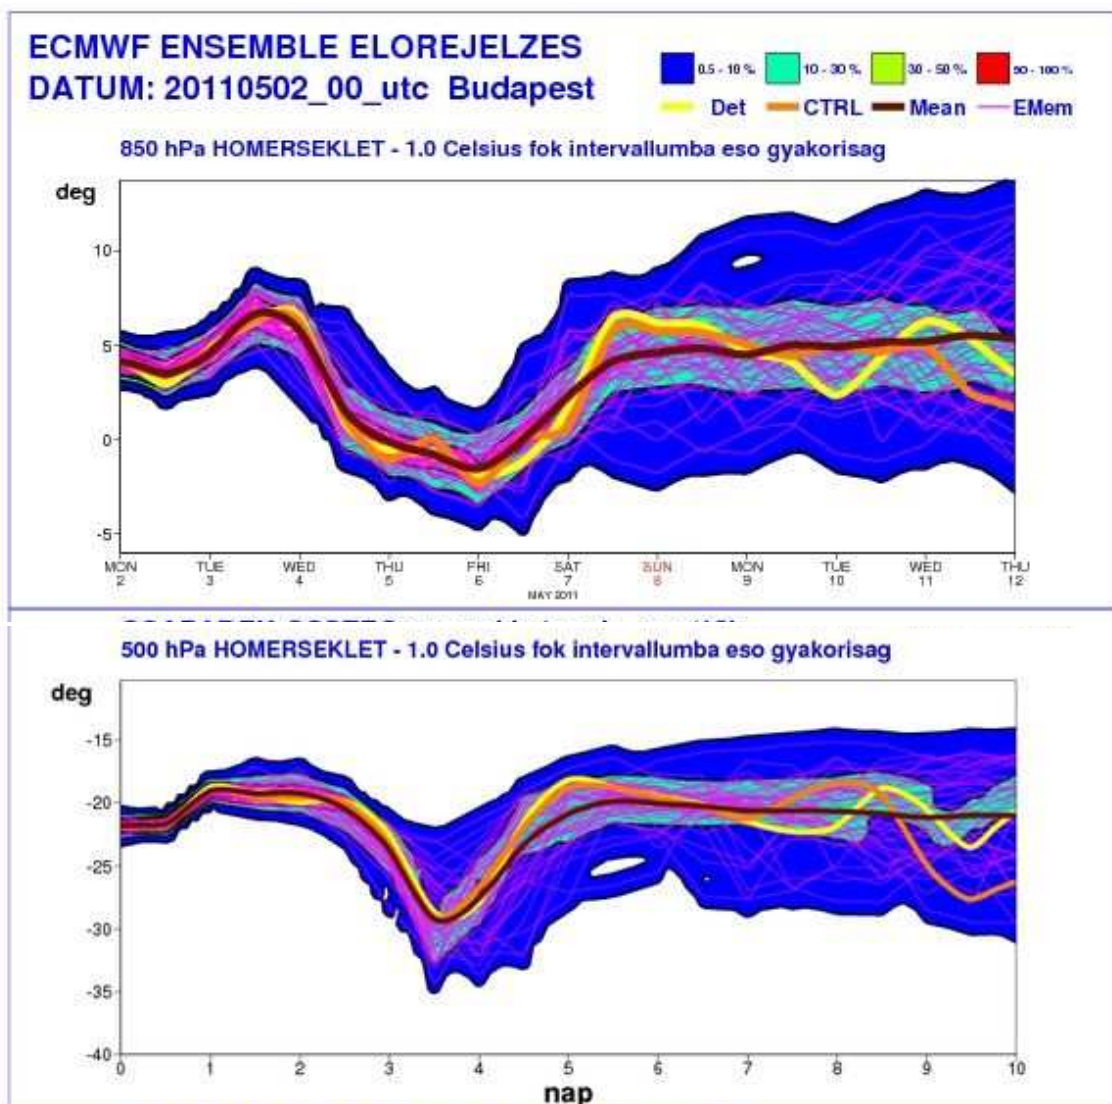 ECMWF ENSEMBLE ELOREJELZES
DATUM: 20110502_00_utc Budapest
0.5 - 10 % 10 - 30 % 30 - 50 % 90 - 100 %
Det CTRL Mean EMem
850 hPa HOMERSEKLET - 1.0 Celsius fok intervallumba eso gyakorisag
deg
10
5
0
-5
MON TUE WED THU FRI SAT SUN MON TUE WED THU
2 3 4 5 6 7 8 9 10 11 12
MAY 2011
500 hPa HOMERSEKLET - 1.0 Celsius fok intervallumba eso gyakorisag
deg
-15
-20
-25
-30
-35
-40
0 1 2 3 4 5 6 7 8 9 10
nap